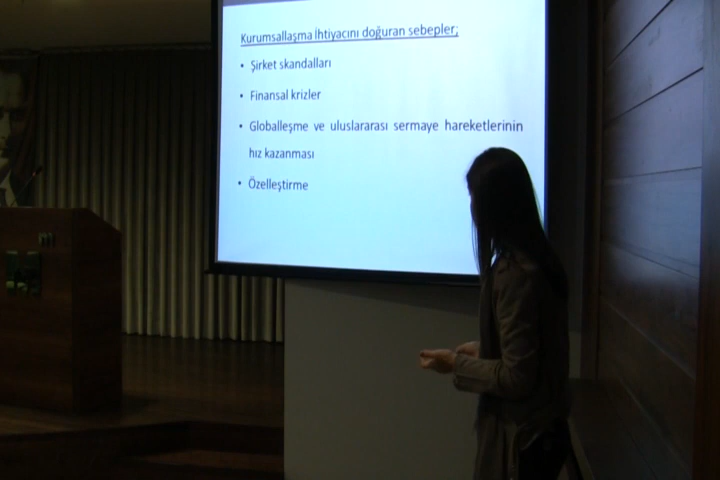 Kurumsallaşma İhtiyacını doğuran sebepler;
• Şirket skandalları
• Finansal krizler
• Globalleşme ve uluslararası sermaye hareketlerinin
hız kazanması
• Özelleştirme